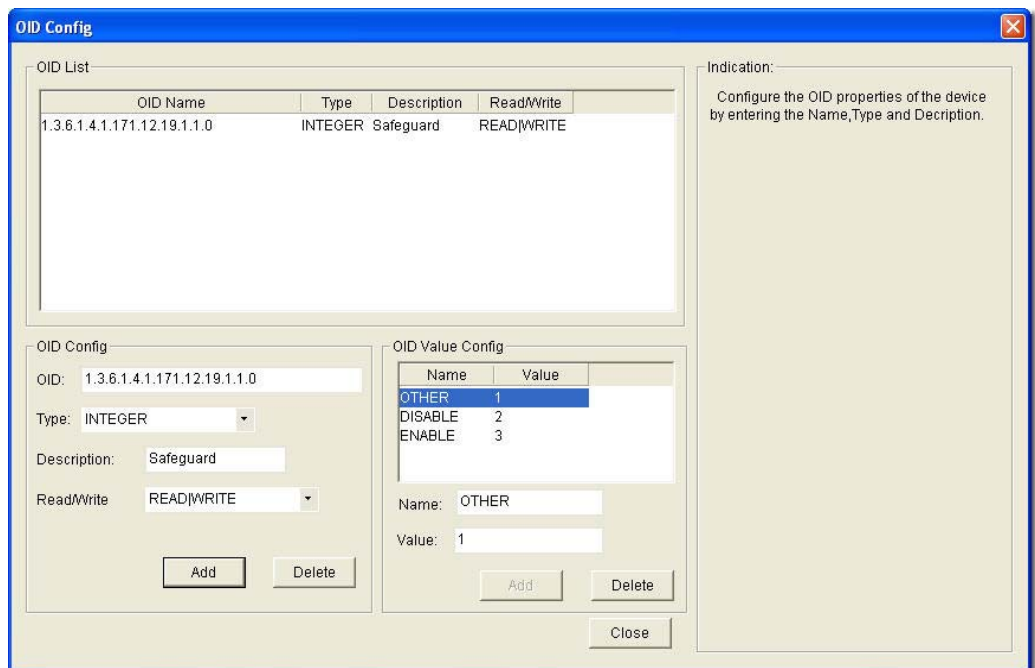 OID Config
OID List
OID Name Type Description Read/Write
1.3.6.1.4.1.171.12.19.1.1.0 INTEGER Safeguard READ|WRITE
Indication:
Configure the OID properties of the device
by entering the Name,Type and Decription.
OID Config
OID: 1.3.6.1.4.1.171.12.19.1.1.0
Type: INTEGER
Description: Safeguard
Read/Write READ|WRITE
Add Delete
OID Value Config
Name Value
OTHER 1
DISABLE 2
ENABLE 3
Name: OTHER
Value: 1
Add Delete
Close